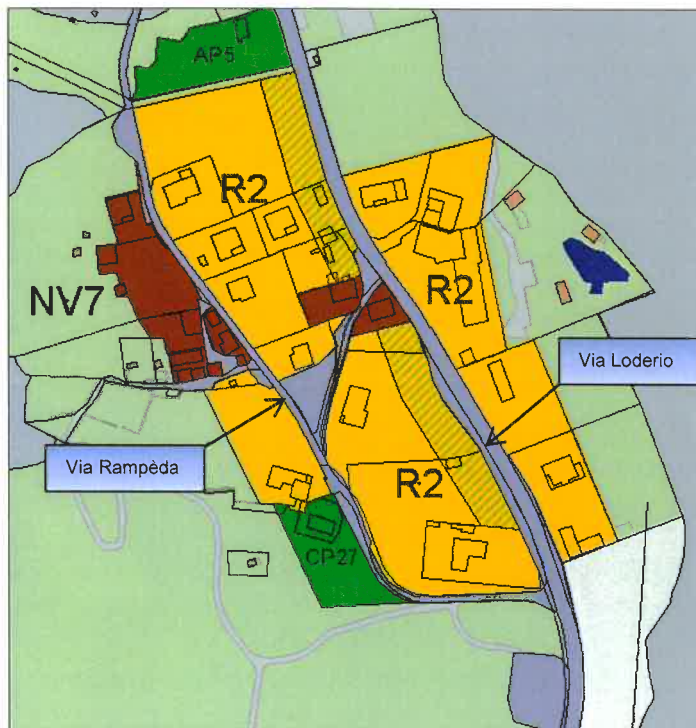 AP5
R2
NV7
R2
Via Loderio
Via Rampèda
R2
CP27